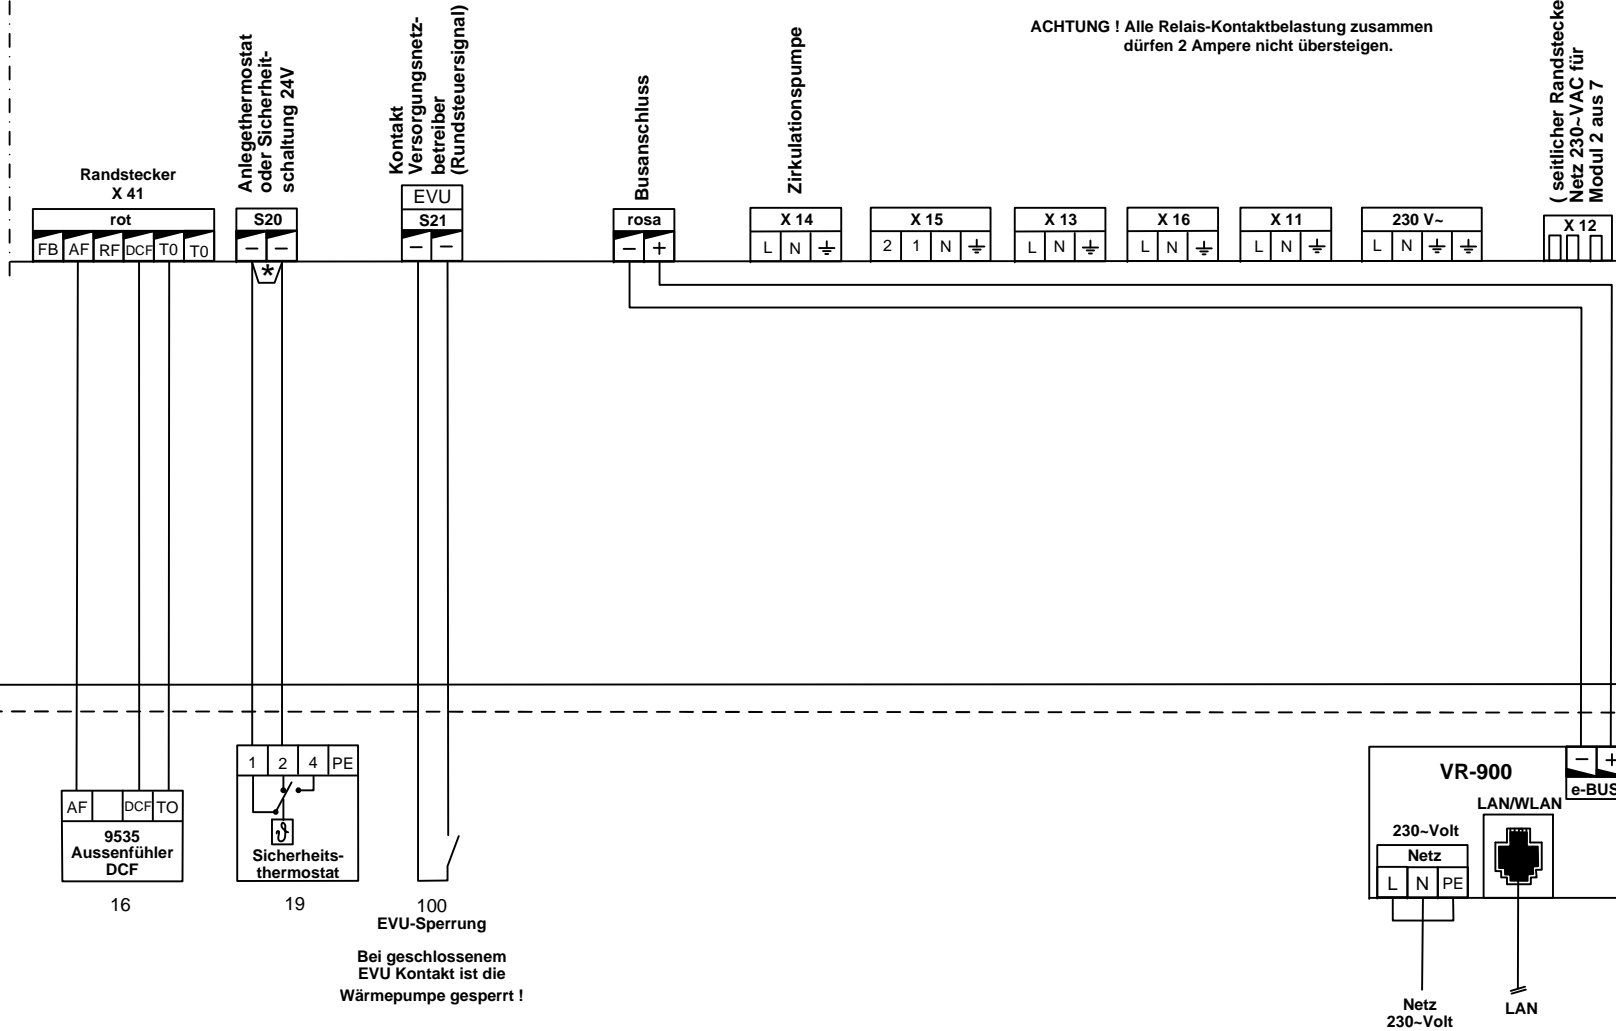 ACHTUNG ! Alle Relais-Kontaktbelastung zusammen
dürfen 2 Ampere nicht übersteigen.
Anlegethermostat
oder Sicherheit-
schaltung 24V
Kontakt
Versorgungsnetz-
betreiber
(Rundsteuersignal)
Busanschluss
Zirkulationspumpe
( seitlicher Randstecke
Netz 230~VAC für
Modul 2 aus 7
Randstecker
X 41
rot
FB AF RF DCF T0 T0
S20
– –
*
EVU
S21
– –
rosa
– +
X 14
L N
X 15
2 1 N
X 13
L N
X 16
L N
X 11
L N
230 V~
L N
X 12
AF DCF TO
9535
Aussenfühler
DCF
16
1 2 4 PE
ϑ
Sicherheits-
thermostat
19
100
EVU-Sperrung
Bei geschlossenem
EVU Kontakt ist die
Wärmepumpe gesperrt !
VR-900
– +
e-BUS
LAN/WLAN
230~Volt
Netz
L N PE
Netz
230~Volt
LAN